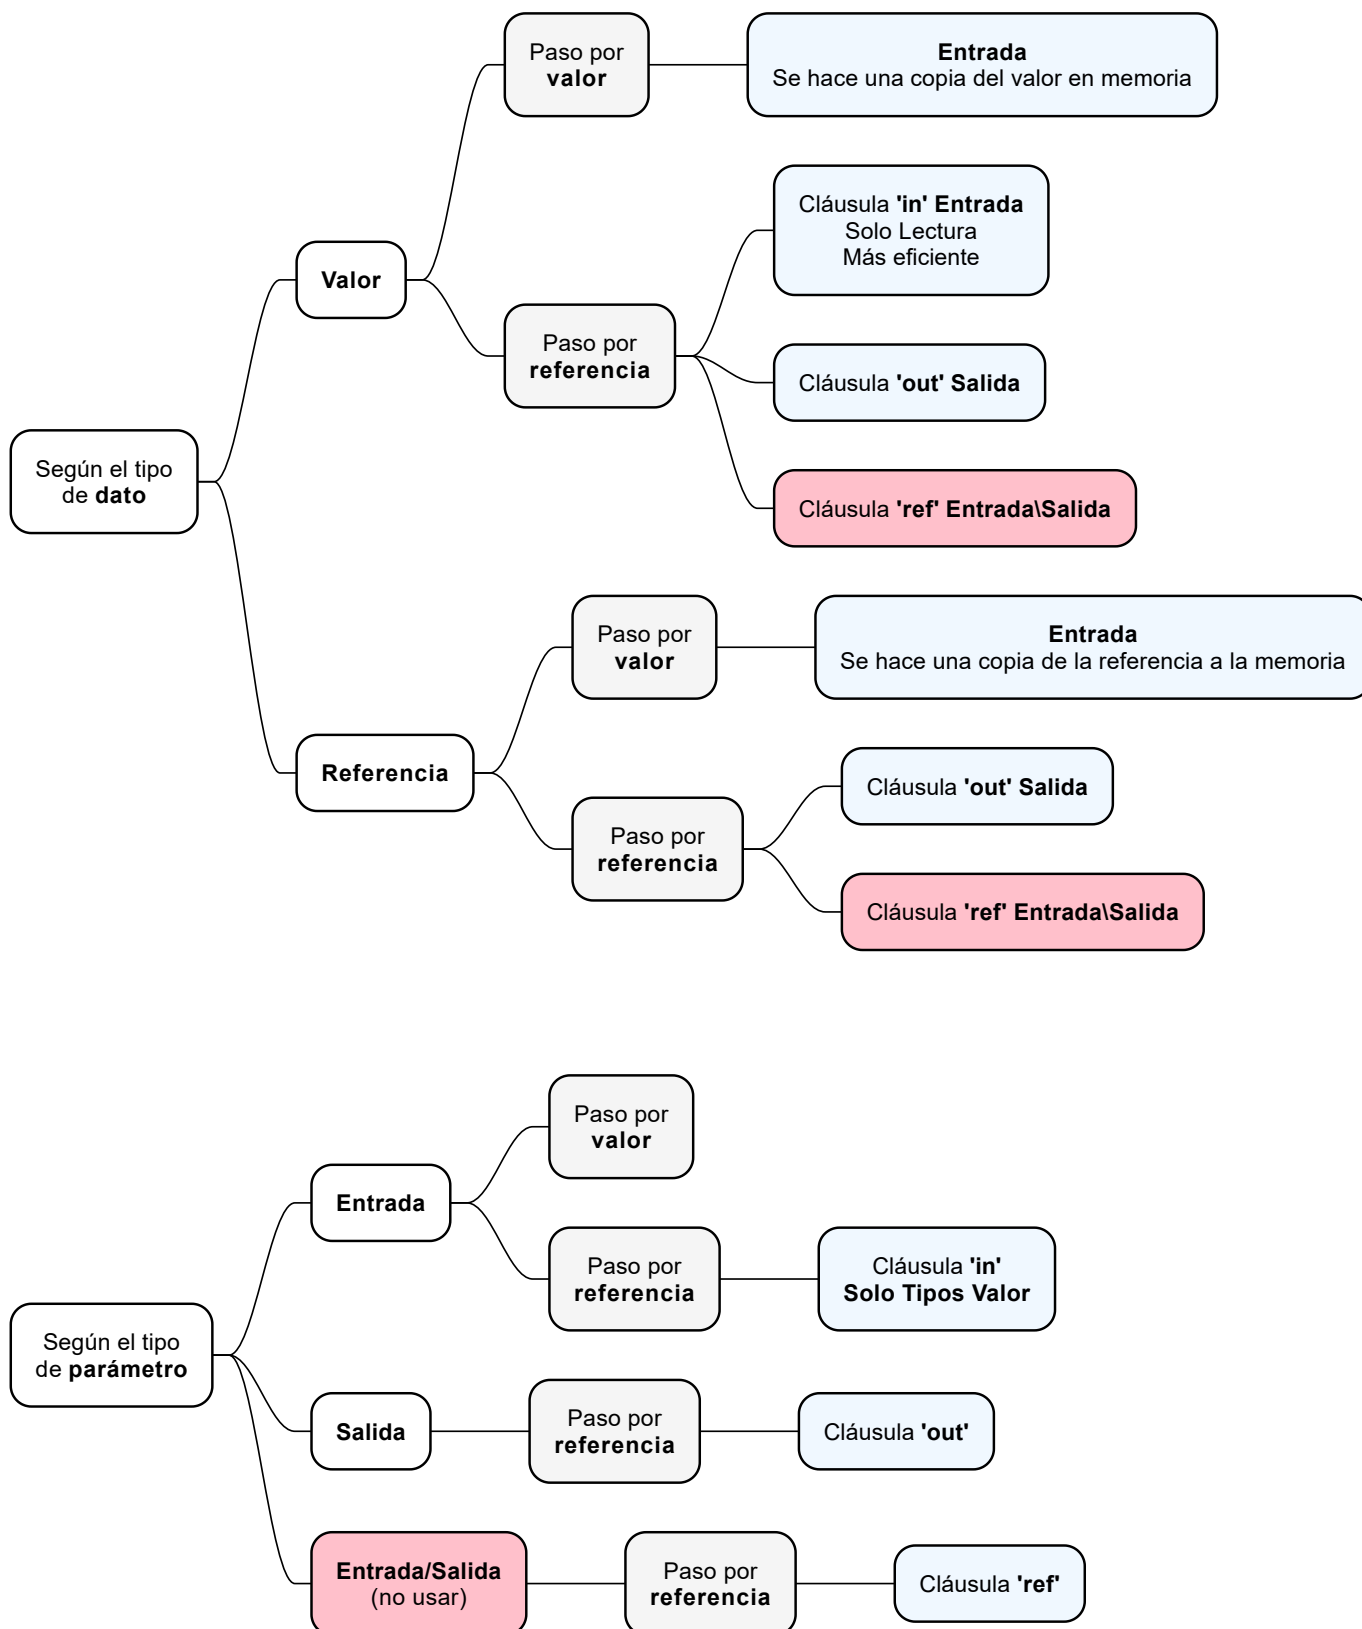 Según el tipo
de dato
Valor
Paso por
valor
Entrada
Se hace una copia del valor en memoria
Paso por
referencia
Cláusula 'in' Entrada
Solo Lectura
Más eficiente
Cláusula 'out' Salida
Cláusula 'ref' Entrada\Salida
Referencia
Paso por
valor
Entrada
Se hace una copia de la referencia a la memoria
Paso por
referencia
Cláusula 'out' Salida
Cláusula 'ref' Entrada\Salida
Según el tipo
de parámetro
Entrada
Paso por
valor
Paso por
referencia
Cláusula 'in'
Solo Tipos Valor
Salida
Paso por
referencia
Cláusula 'out'
Entrada/Salida
(no usar)
Paso por
referencia
Cláusula 'ref'